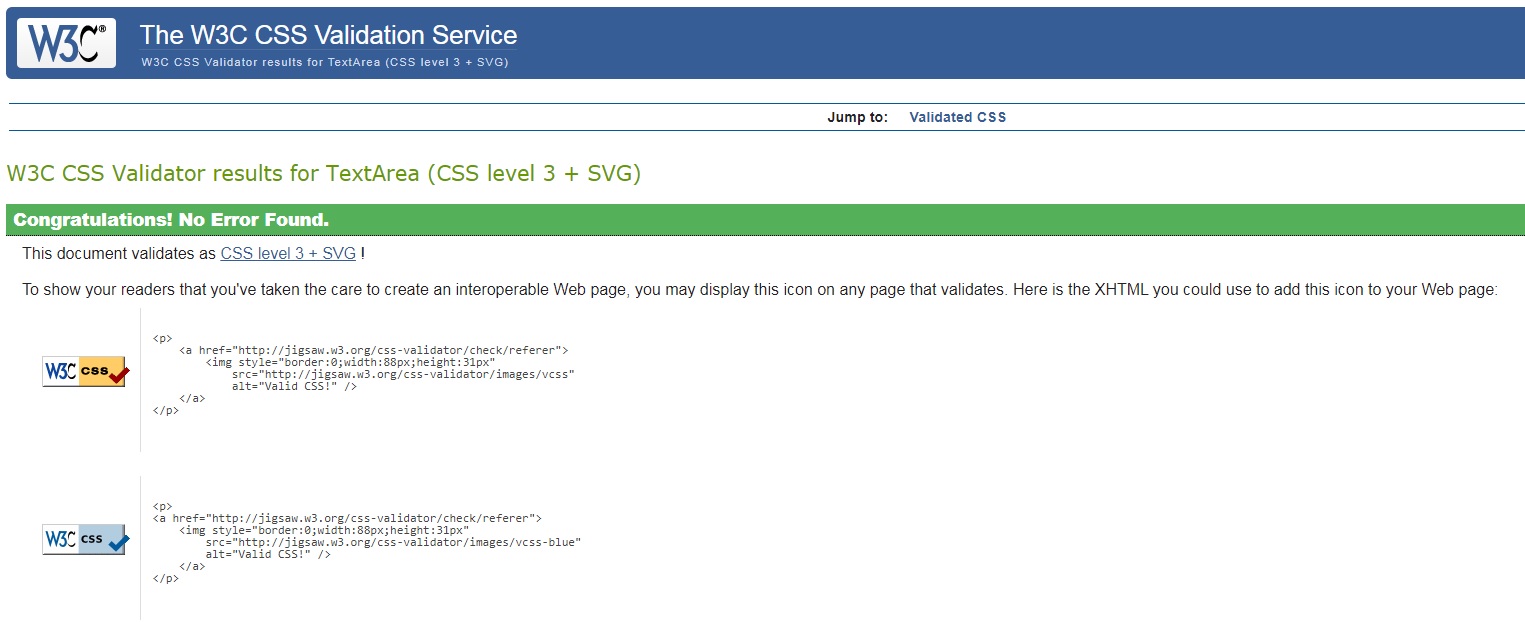 W3C®
The W3C CSS Validation Service
W3C CSS Validator results for TextArea (CSS level 3 + SVG)
Jump to: Validated CSS
W3C CSS Validator results for TextArea (CSS level 3 + SVG)
Congratulations! No Error Found.
This document validates as CSS level 3 + SVG !
To show your readers that you've taken the care to create an interoperable Web page, you may display this icon on any page that validates. Here is the XHTML you could use to add this icon to your Web page:
W3C css
<p>
<a href="http://jigsaw.w3.org/css-validator/check/referer">
<img style="border:0;width:88px;height:31px"
src="http://jigsaw.w3.org/css-validator/images/vcss"
alt="Valid CSS!" />
</a>
</p>
W3C css
<p>
<a href="http://jigsaw.w3.org/css-validator/check/referer">
<img style="border:0;width:88px;height:31px"
src="http://jigsaw.w3.org/css-validator/images/vcss-blue"
alt="Valid CSS!" />
</a>
</p>